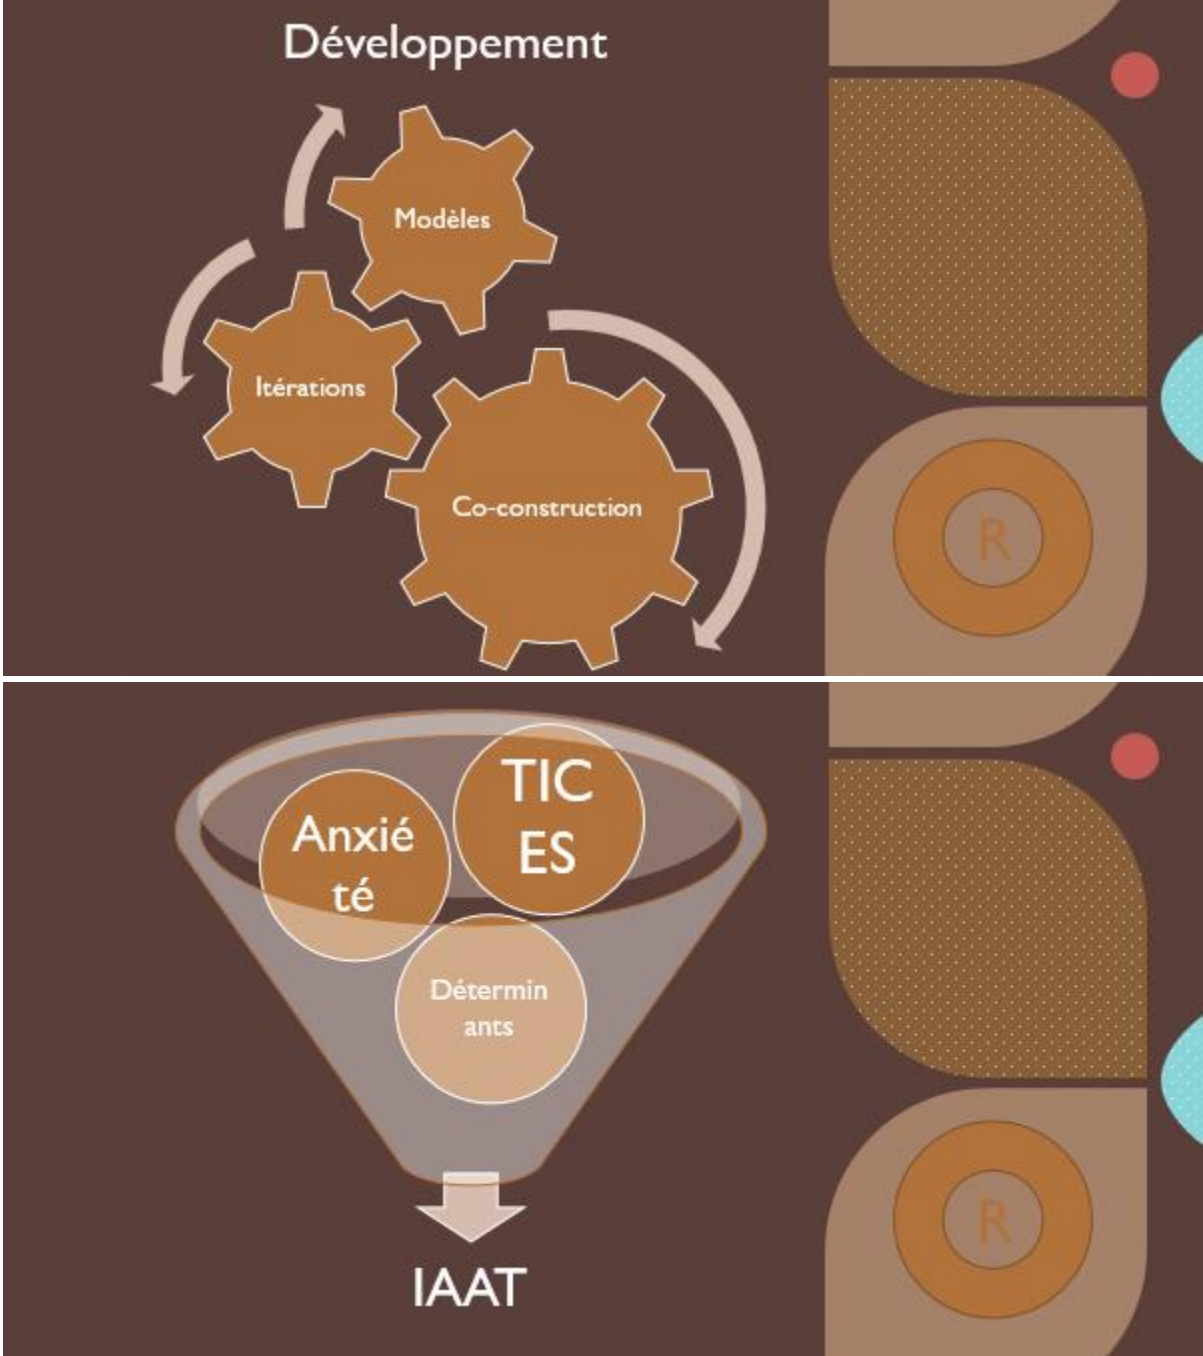 Développement
Modèles
Itérations
Co-construction
R
TIC
ES
Anxié
té
Détermin
ants
R
IAAT